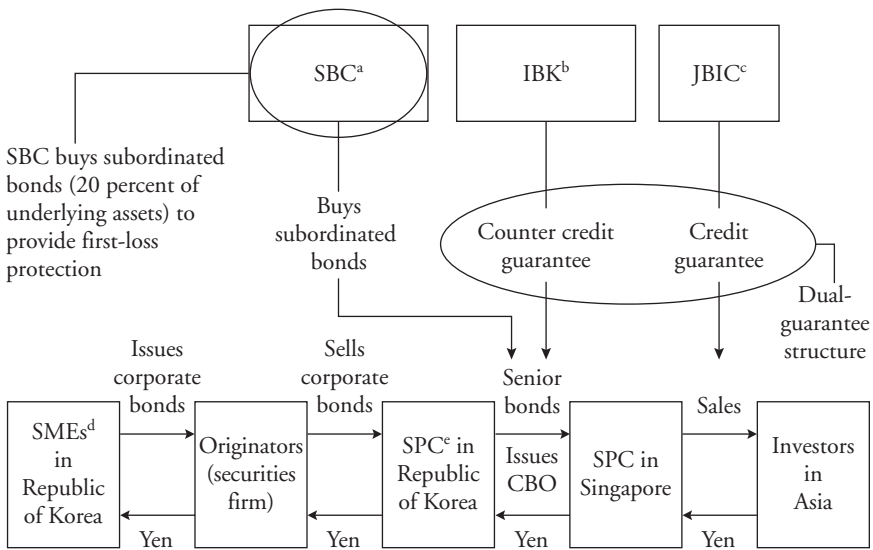 SBCᵃ
IBKᵇ
JBICᶜ
SBC buys subordinated
bonds (20 percent of
underlying assets) to
provide first-loss
protection
Buys
subordinated
bonds
Counter credit
guarantee
Credit
guarantee
Dual-
guarantee
structure
Issues
corporate
bonds
Sells
corporate
bonds
Senior
bonds
Sales
SMEsᵈ
in
Republic
of Korea
Originators
(securities
firm)
SPCᵉ in
Republic
of Korea
Issues
CBO
SPC in
Singapore
Investors
in
Asia
Yen
Yen
Yen
Yen